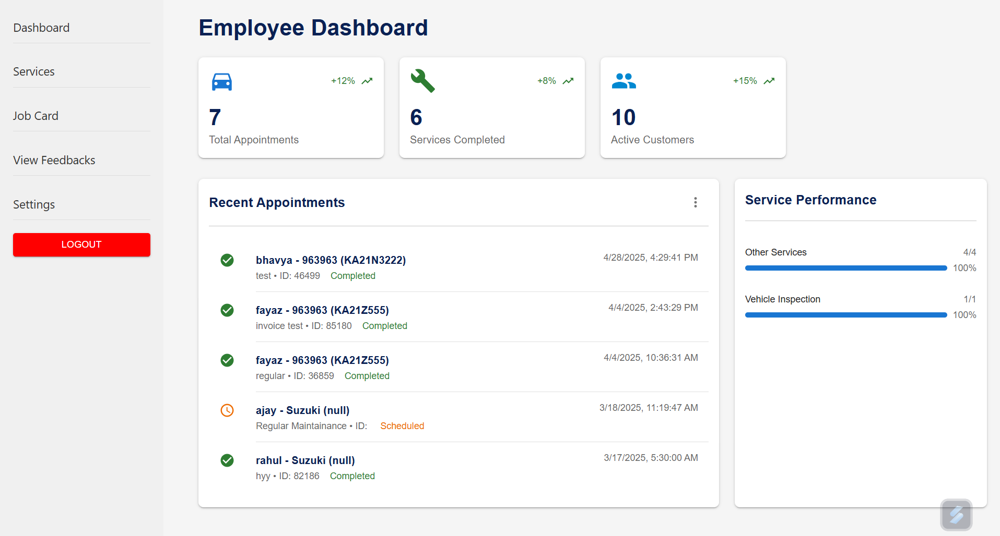 Dashboard
Services
Job Card
View Feedbacks
Settings
LOGOUT
Employee Dashboard
+12%
7
Total Appointments
+8%
6
Services Completed
+15%
10
Active Customers
Recent Appointments
bhavya - 963963 (KA21N3222)
4/28/2025, 4:29:41 PM
test • ID: 46499 Completed
fayaz - 963963 (KA21Z555)
4/4/2025, 2:43:29 PM
invoice test • ID: 85180 Completed
fayaz - 963963 (KA21Z555)
4/4/2025, 10:36:31 AM
regular • ID: 36859 Completed
ajay - Suzuki (null)
3/18/2025, 11:19:47 AM
Regular Maintainance • ID: Scheduled
rahul - Suzuki (null)
3/17/2025, 5:30:00 AM
hyy • ID: 82186 Completed
Service Performance
Other Services 4/4
100%
Vehicle Inspection 1/1
100%